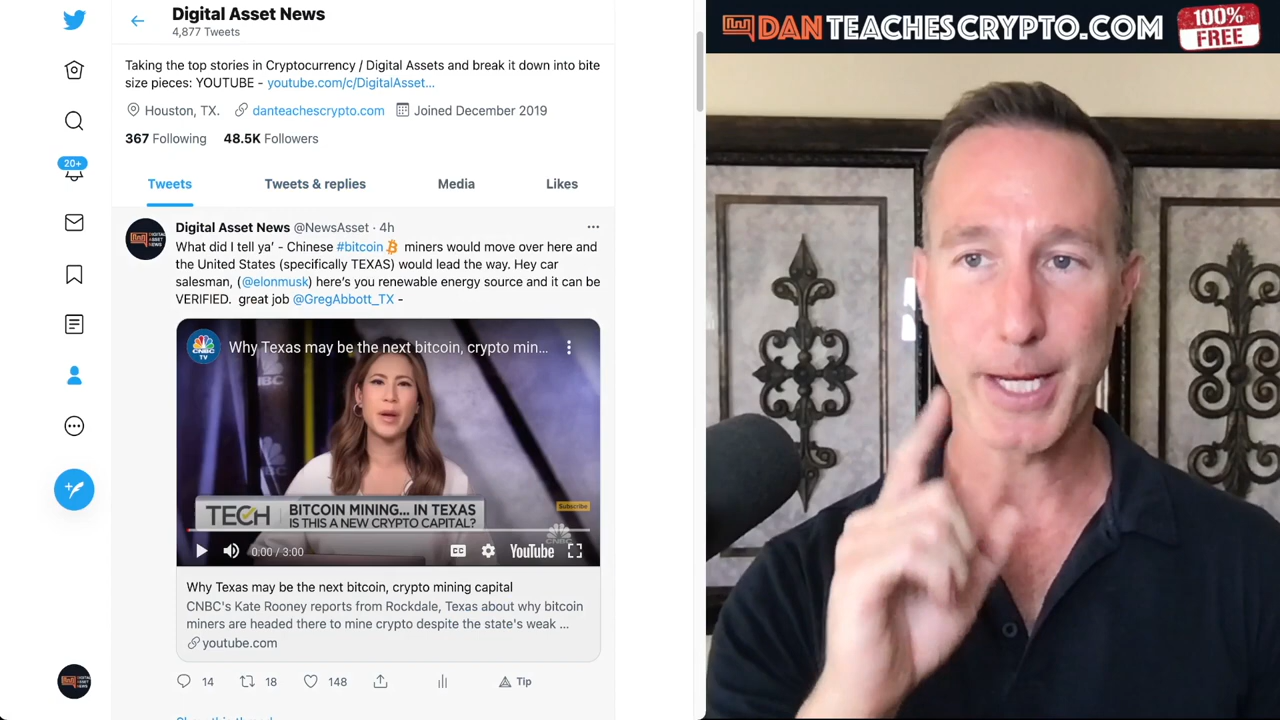 Digital Asset News
4,877 Tweets
Taking the top stories in Cryptocurrency / Digital Assets and break it down into bite
size pieces: YOUTUBE - youtube.com/c/DigitalAsset...
Houston, TX. danteachescrypto.com Joined December 2019
367 Following 48.5K Followers
20+
Tweets Tweets & replies Media Likes
Digital Asset News @NewsAsset · 4h
What did I tell ya' - Chinese #bitcoin miners would move over here and
the United States (specifically TEXAS) would lead the way. Hey car
salesman, (@elonmusk) here's you renewable energy source and it can be
VERIFIED. great job @GregAbbott_TX -
CNBC
TV
Why Texas may be the next bitcoin, crypto min...
TECH
BITCOIN MINING... IN TEXAS
IS THIS A NEW CRYPTO CAPITAL?
Subscribe
CNBC
0:00 / 3:00
CC
YouTube
Why Texas may be the next bitcoin, crypto mining capital
CNBC's Kate Rooney reports from Rockdale, Texas about why bitcoin
miners are headed there to mine crypto despite the state's weak ...
youtube.com
14 18 148 Tip
DANTEACHESCRYPTO.COM
100%
FREE